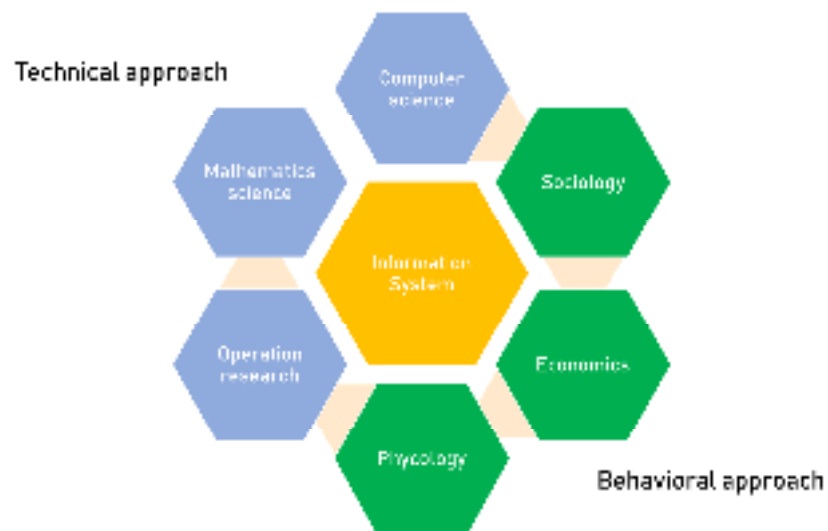 Technical approach
Computer
science
Mathematics
science
Sociology
Information
System
Operation
research
Economics
Phycology
Behavioral approach